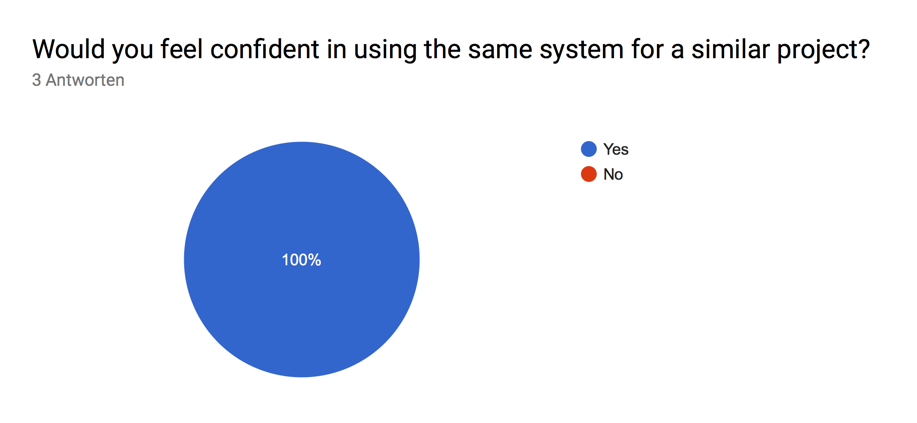 Would you feel confident in using the same system for a similar project?
3 Antworten
Yes
No
100%